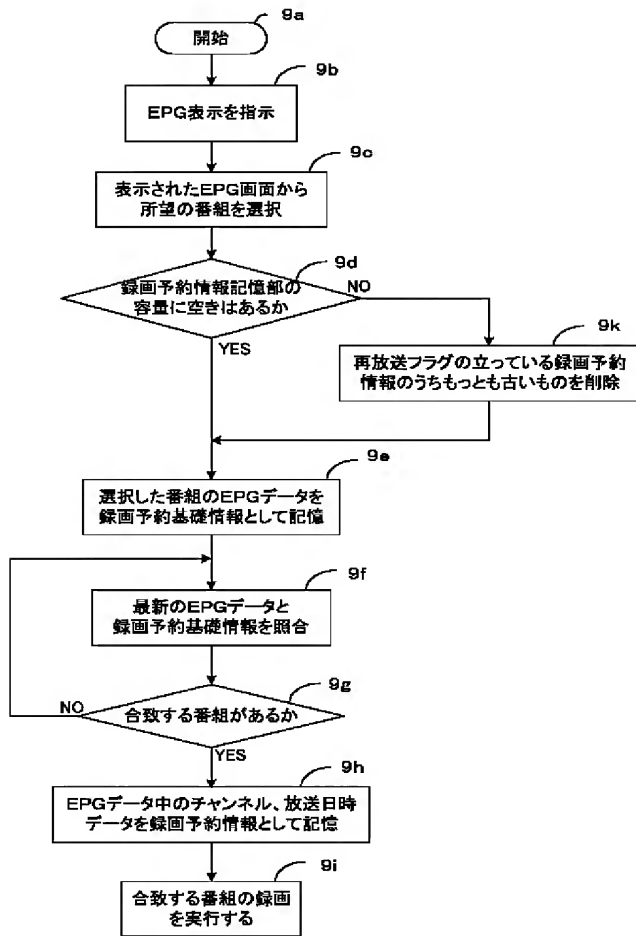 9a
開始
9b
EPG表示を指示
9c
表示されたEPG画面から
所望の番組を選択
9d
録画予約情報記憶部の
容量に空きはあるか
NO
YES
9k
再放送フラグの立っている録画予約
情報のうちもっとも古いものを削除
9e
選択した番組のEPGデータを
録画予約基礎情報として記憶
9f
最新のEPGデータと
録画予約基礎情報を照合
9g
合致する番組があるか
NO
YES
9h
EPGデータ中のチャンネル、放送日時
データを録画予約情報として記憶
9i
合致する番組の録画
を実行する